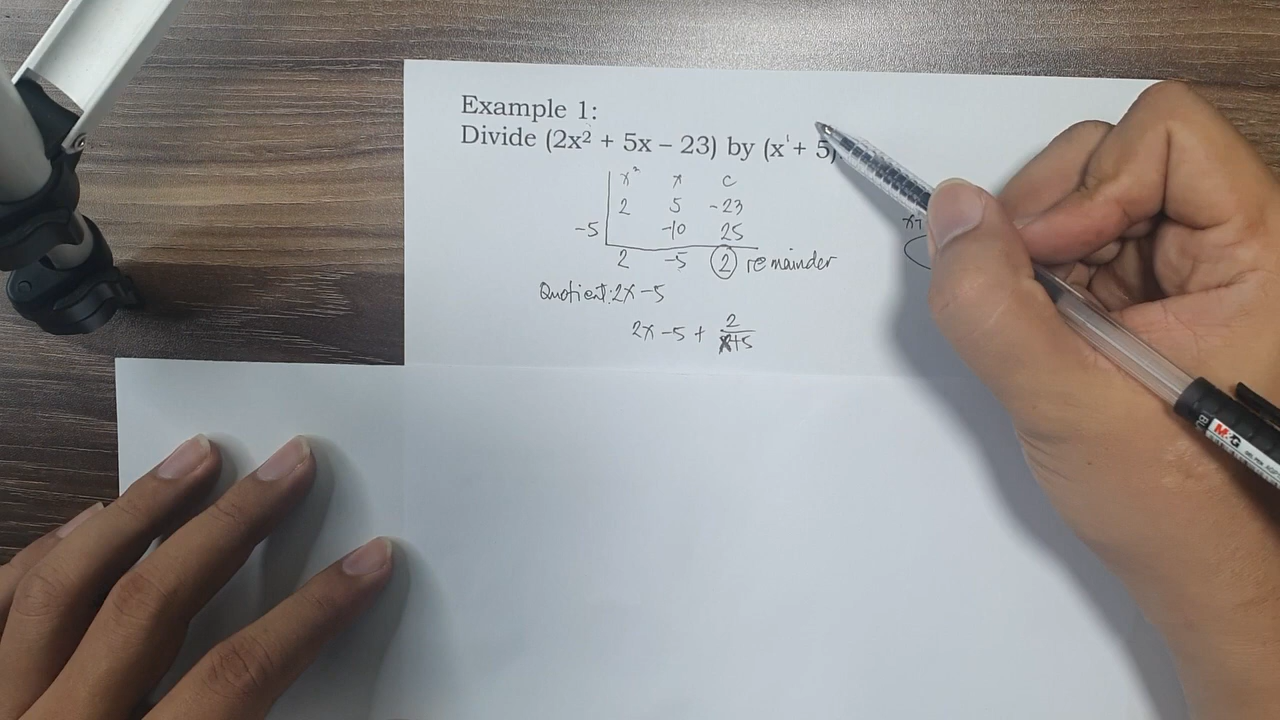 Example 1:
Divide (2x² + 5x – 23) by (x¹ + 5)
x² x c
2 5 -23
-5 -10 25
2 -5 2 remainder
Quotient: 2x -5
2x -5 + 2/x+5
M&G